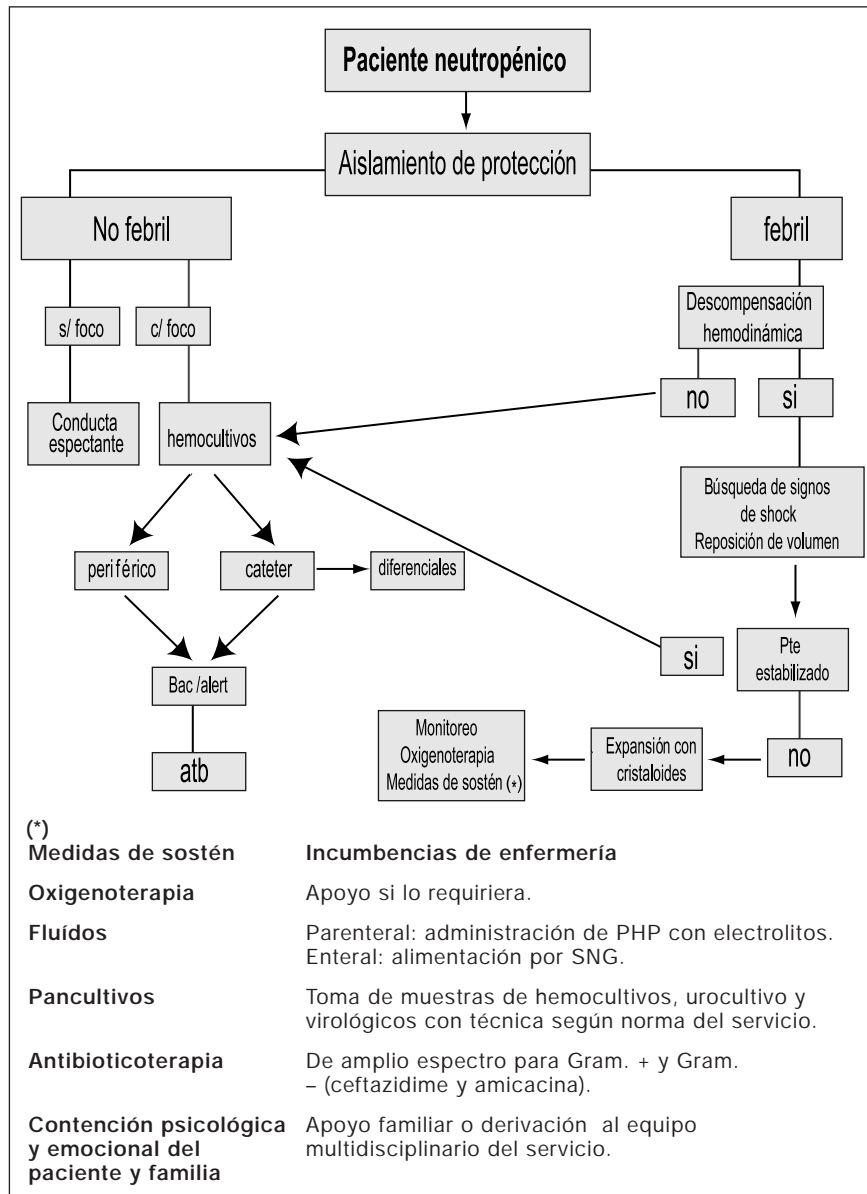 Paciente neutropénico
Aislamiento de protección
No febril
febril
s/ foco
c/ foco
Descompensación
hemodinámica
no
si
Conducta
espectante
hemocultivos
Búsqueda de signos
de shock
Reposición de volumen
periférico
cateter
diferenciales
si
Pte
estabilizado
Bac /alert
atb
Monitoreo
Oxigenoterapia
Medidas de sostén (*)
Expansión con
cristaloides
no
(*)
Medidas de sostén Incumbencias de enfermería
Oxigenoterapia Apoyo si lo requiriera.
Fluídos Parenteral: administración de PHP con electrolitos.
Enteral: alimentación por SNG.
Pancultivos Toma de muestras de hemocultivos, urocultivo y
virológicos con técnica según norma del servicio.
Antibioticoterapia De amplio espectro para Gram. + y Gram.
– (ceftazidime y amicacina).
Contención psicológica Apoyo familiar o derivación al equipo
y emocional del multidisciplinario del servicio.
paciente y familia